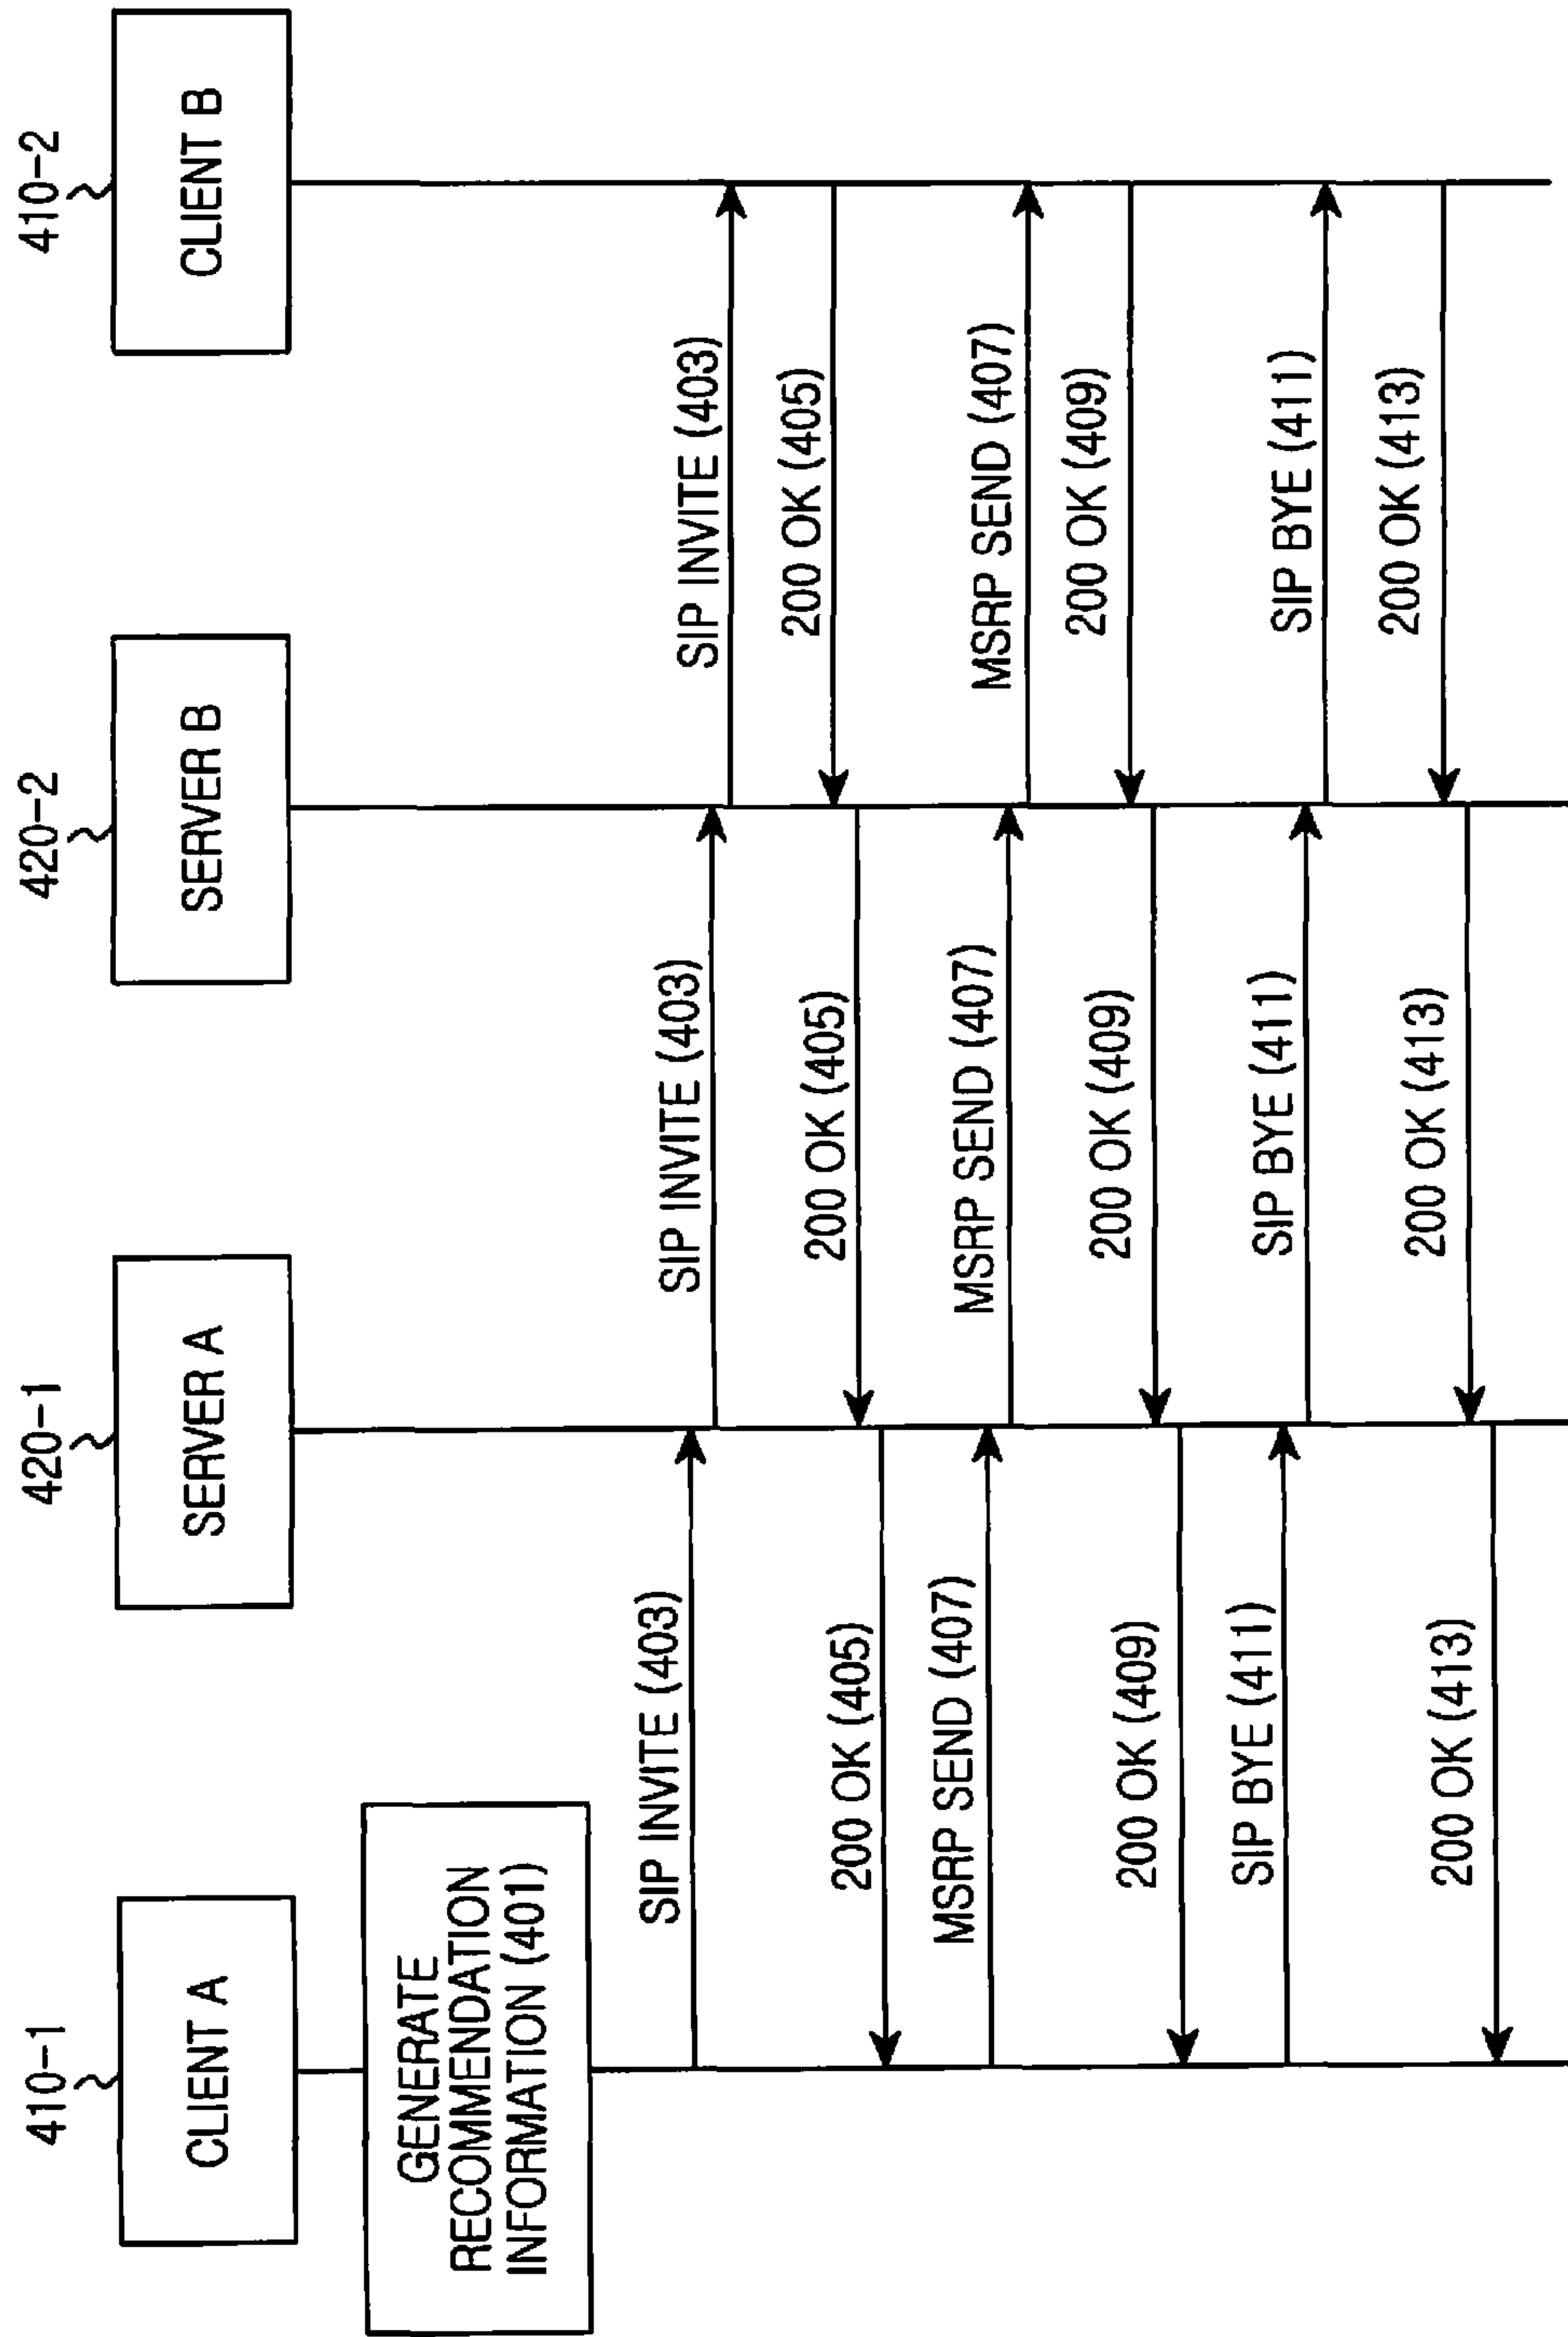 410-1
420-1
420-2
410-2
CLIENT A
SERVER A
SERVER B
CLIENT B
GENERATE
RECOMMENDATION
INFORMATION (401)
SIP INVITE (403)
SIP INVITE (403)
SIP INVITE (403)
200 OK (405)
200 OK (405)
200 OK (405)
MSRP SEND (407)
MSRP SEND (407)
MSRP SEND (407)
200 OK (409)
200 OK (409)
200 OK (409)
SIP BYE (411)
SIP BYE (411)
SIP BYE (411)
200 OK (413)
200 OK (413)
200 OK (413)